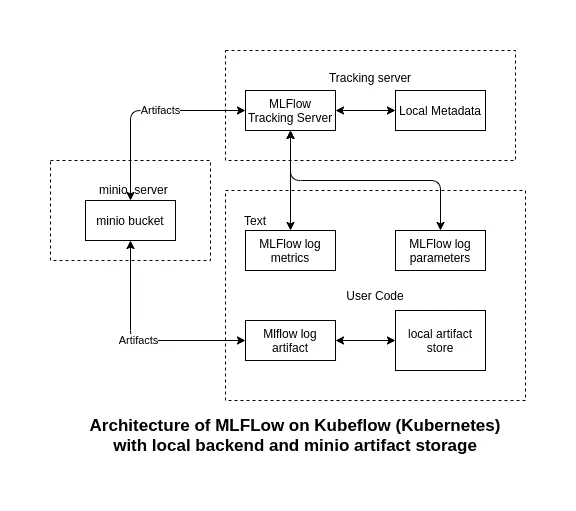 Tracking server
Artifacts
MLFlow
Tracking Server
Local Metadata
minio server
minio bucket
Text
MLFlow log
metrics
MLFlow log
parameters
User Code
Artifacts
Mlflow log
artifact
local artifact
store
Architecture of MLFLow on Kubeflow (Kubernetes)
with local backend and minio artifact storage